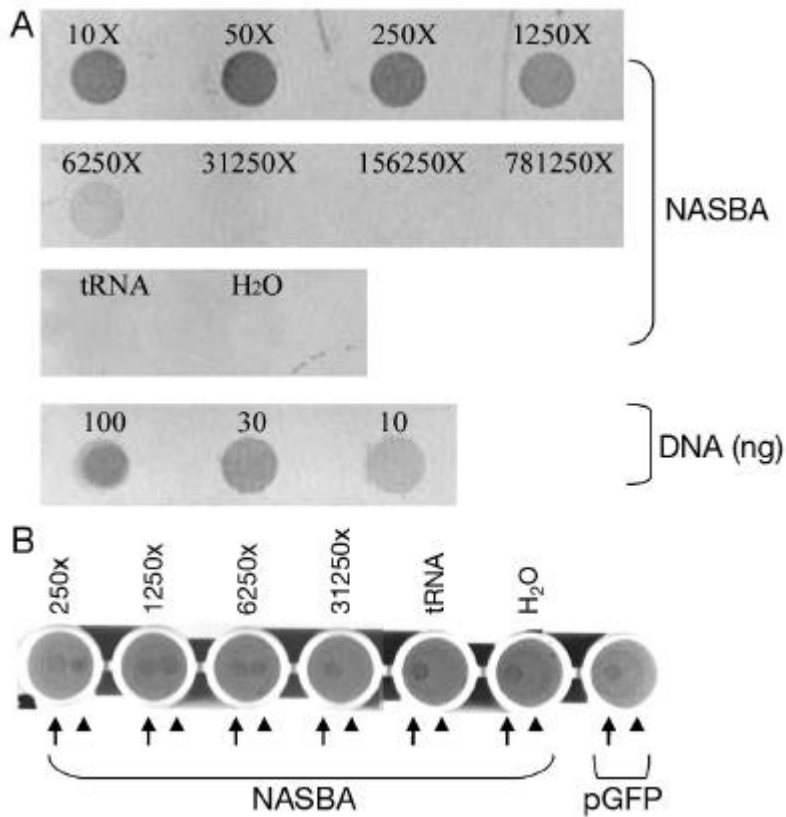 A
10X 50X 250X 1250X
6250X 31250X 156250X 781250X
NASBA
tRNA H₂O
100 30 10
DNA (ng)
B
250x 1250x 6250x 31250x tRNA H₂O
NASBA pGFP